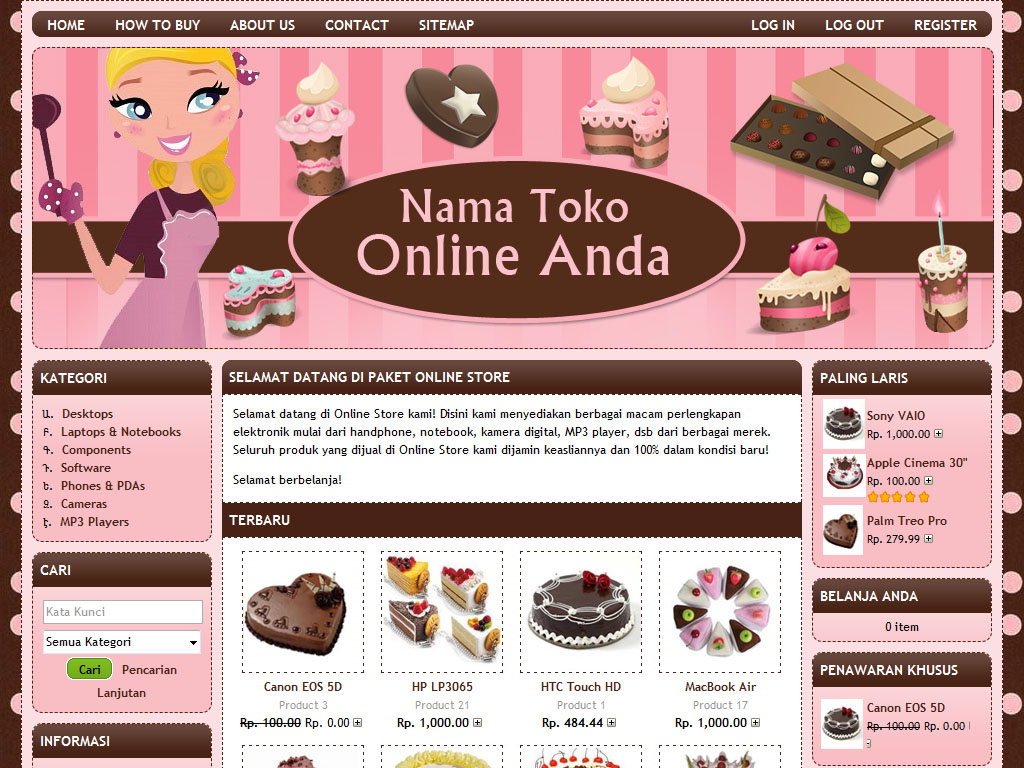 HOME HOW TO BUY ABOUT US CONTACT SITEMAP LOG IN LOG OUT REGISTER
Nama Toko
Online Anda
KATEGORI
Desktops
Laptops & Notebooks
Components
Software
Phones & PDAs
Cameras
MP3 Players
CARI
Kata Kunci
Semua Kategori
Cari Pencarian
Lanjutan
INFORMASI
SELAMAT DATANG DI PAKET ONLINE STORE
Selamat datang di Online Store kami! Disini kami menyediakan berbagai macam perlengkapan
elektronik mulai dari handphone, notebook, kamera digital, MP3 player, dsb dari berbagai merek.
Seluruh produk yang dijual di Online Store kami dijamin keasliannya dan 100% dalam kondisi baru!
Selamat berbelanja!
TERBARU
Canon EOS 5D HP LP3065 HTC Touch HD MacBook Air
Product 3 Product 21 Product 1 Product 17
Rp. 100.00 Rp. 0.00 Rp. 1,000.00 Rp. 484.44 Rp. 1,000.00
PALING LARIS
Sony VAIO
Rp. 1,000.00
Apple Cinema 30"
Rp. 100.00
Palm Treo Pro
Rp. 279.99
BELANJA ANDA
0 item
PENAWARAN KHUSUS
Canon EOS 5D
Rp. 100.00 Rp. 0.00